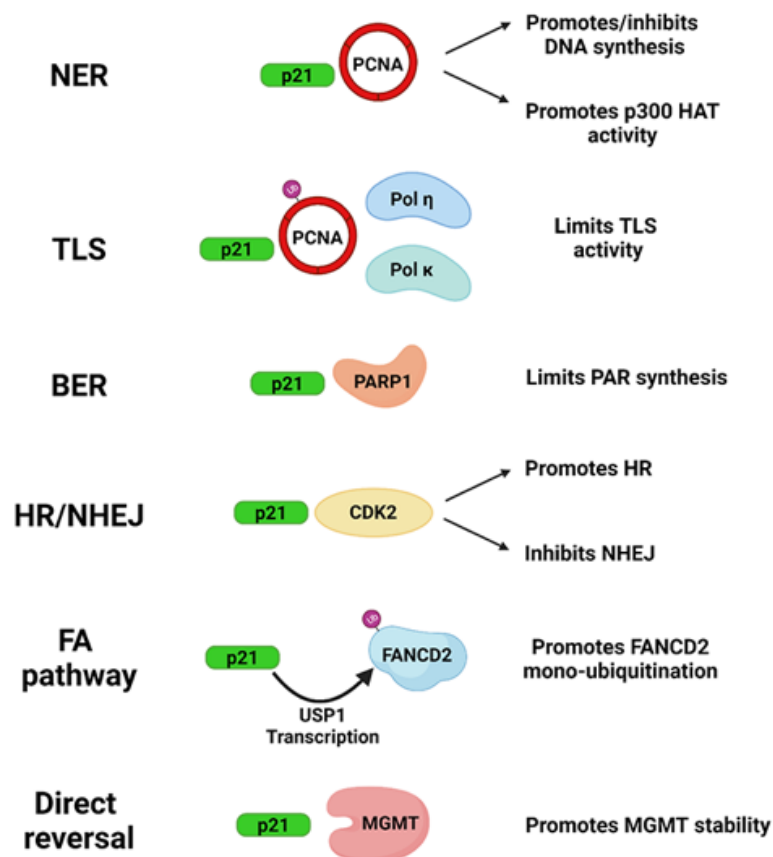 NER
p21
PCNA
Promotes/inhibits
DNA synthesis
Promotes p300 HAT
activity
TLS
p21
Ub
PCNA
Pol η
Pol κ
Limits TLS
activity
BER
p21
PARP1
Limits PAR synthesis
HR/NHEJ
p21
CDK2
Promotes HR
Inhibits NHEJ
FA
pathway
p21
USP1
Transcription
Ub
FANCD2
Promotes FANCD2
mono-ubiquitination
Direct
reversal
p21
MGMT
Promotes MGMT stability